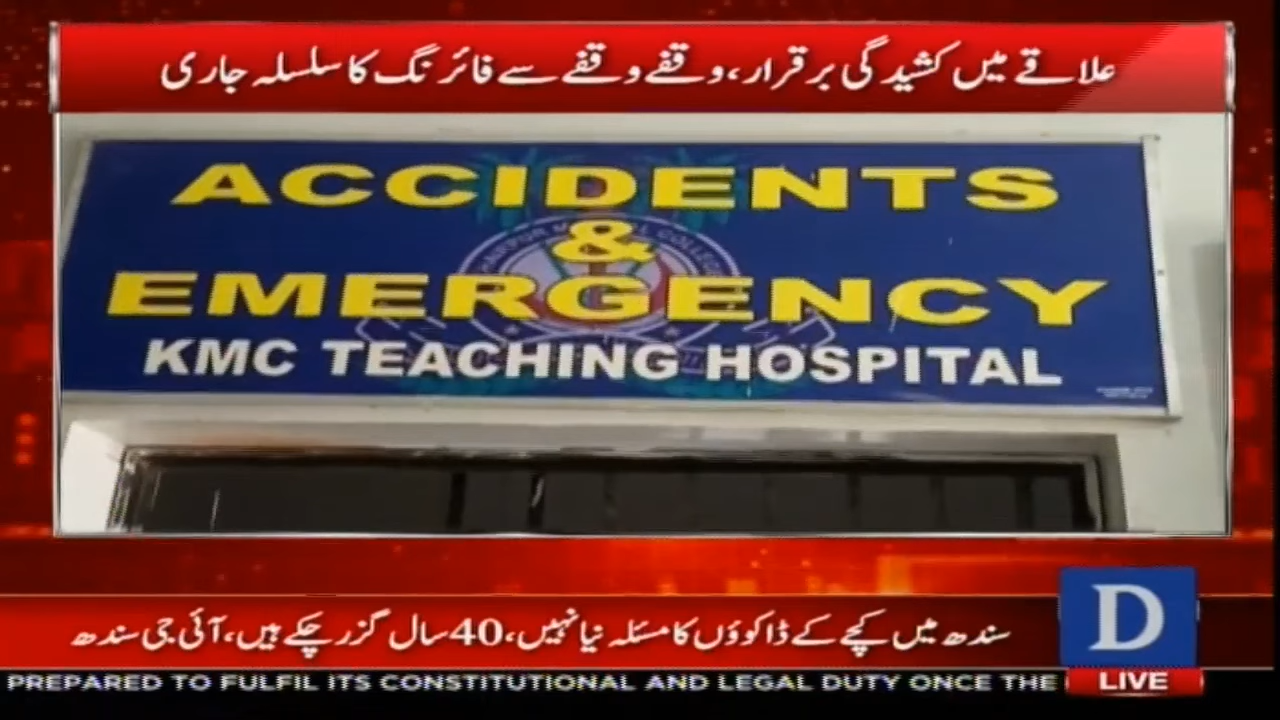 علاقے میں کشیدگی برقرار، وقفے وقفے سے فائرنگ کا سلسلہ جاری
ACCIDENTS
&
EMERGENCY
KMC TEACHING HOSPITAL
سندھ میں کچے کے ڈاکوؤں کا مسئلہ نیا نہیں، 40 سال گزر چکے ہیں، آئی جی سندھ
D
PREPARED TO FULFIL ITS CONSTITUTIONAL AND LEGAL DUTY ONCE THE
LIVE